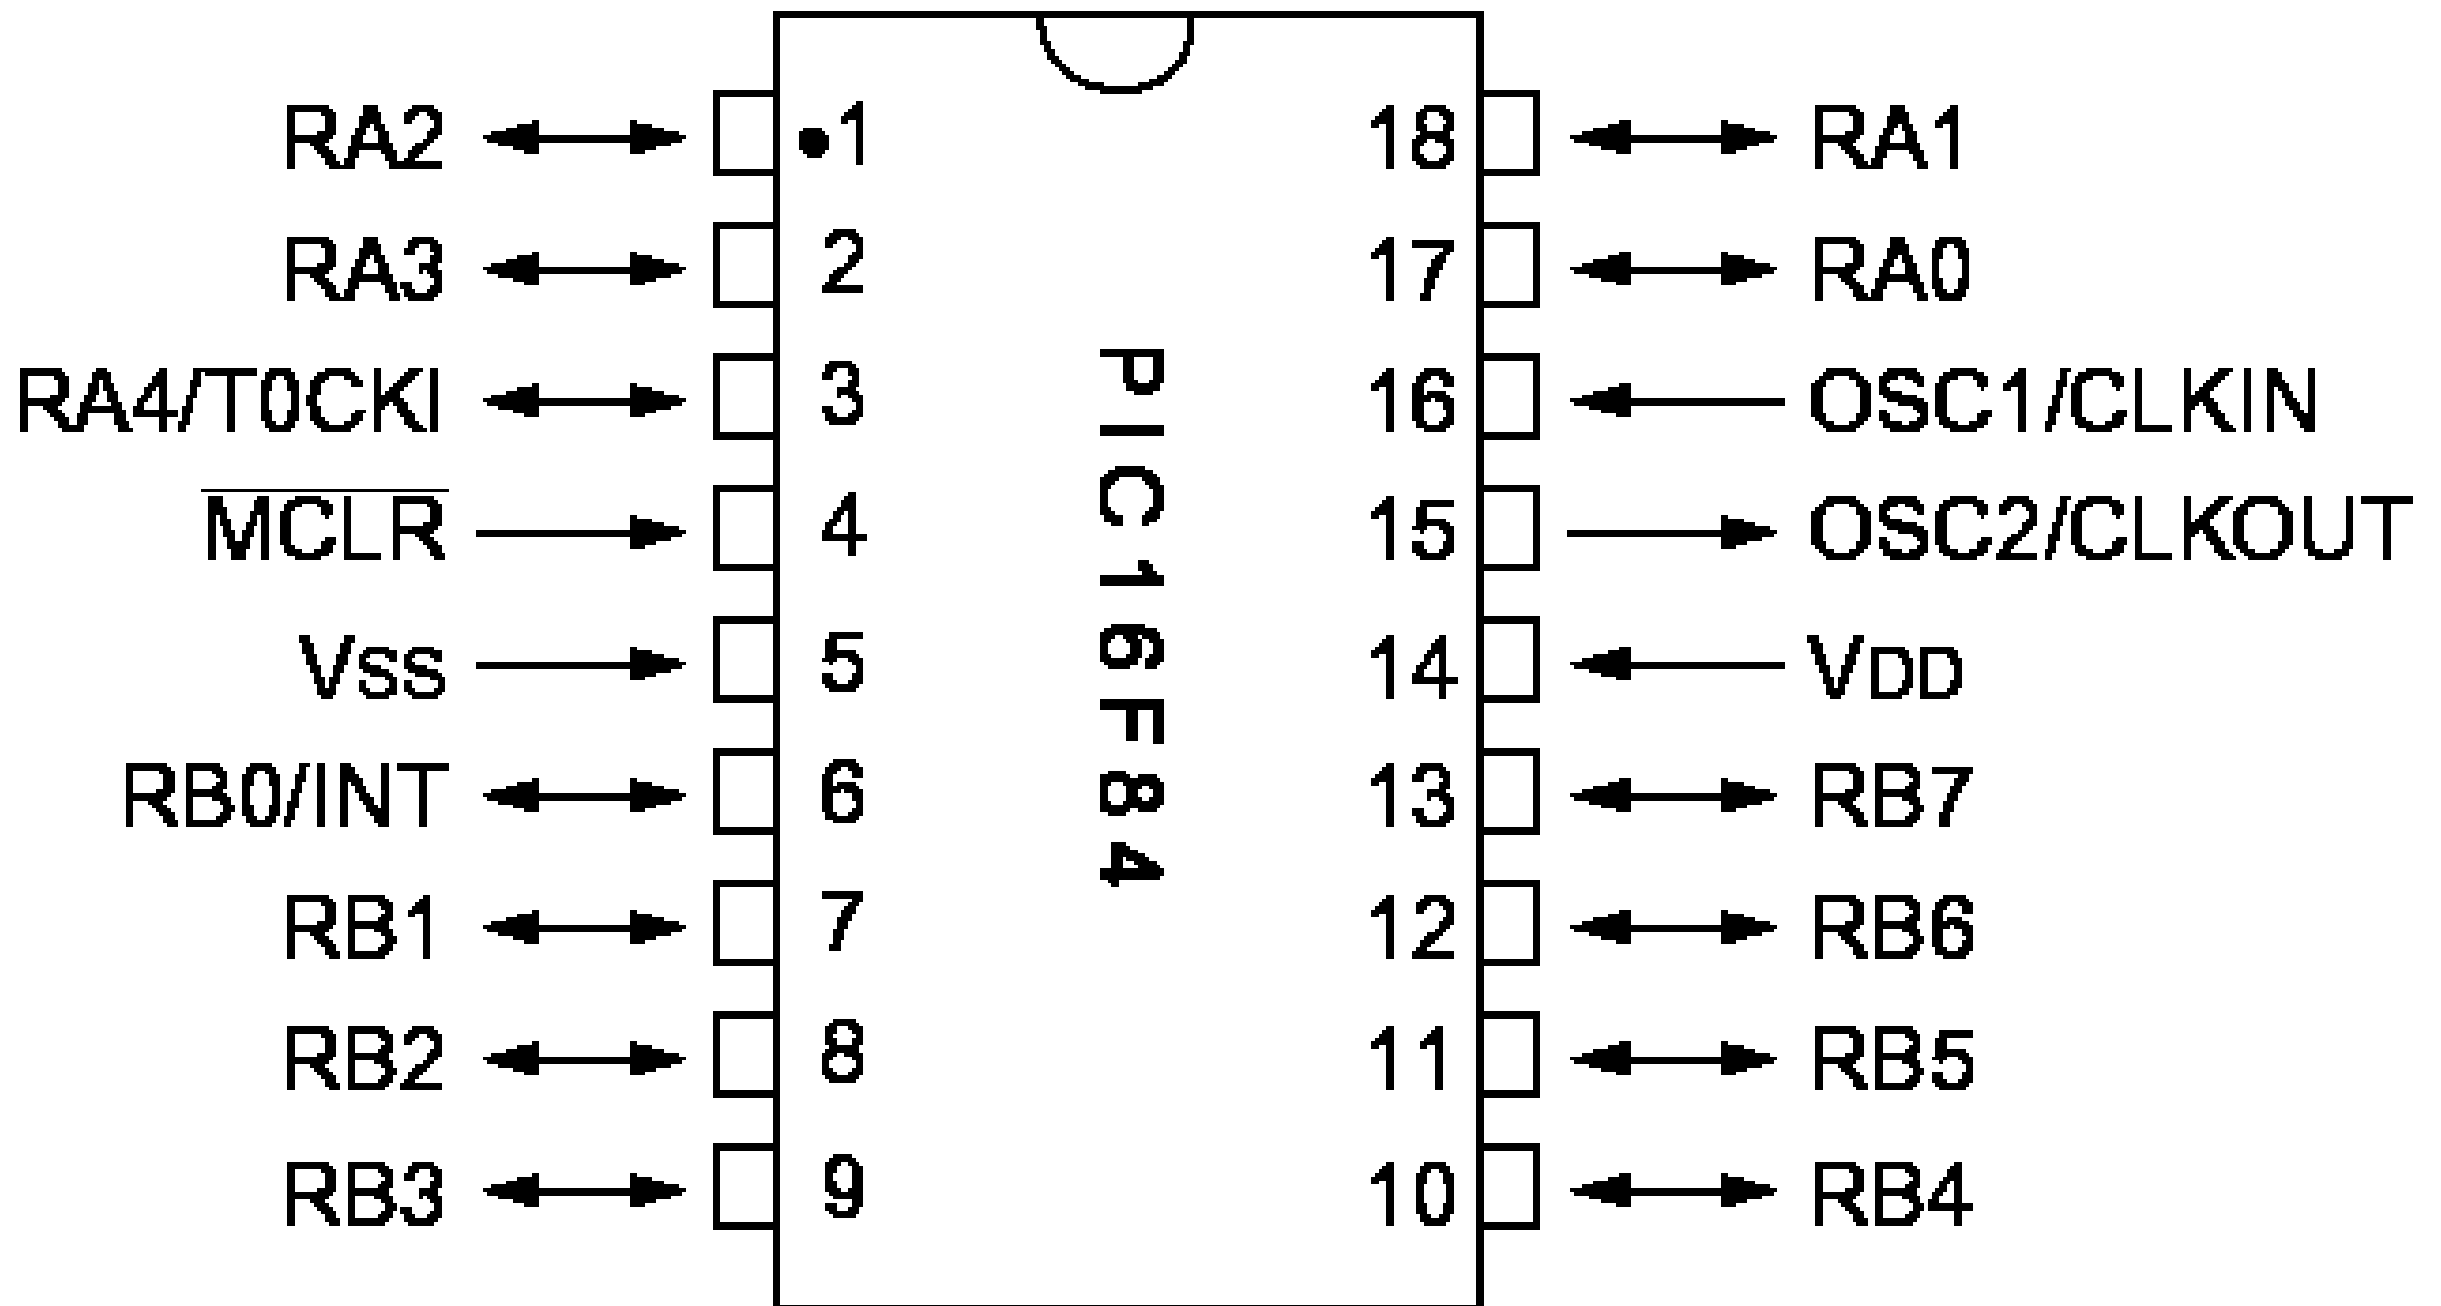 RA2 •1 18 RA1
RA3 2 17 RA0
RA4/T0CKI 3 16 OSC1/CLKIN
MCLR 4 15 OSC2/CLKOUT
VSS 5 14 VDD
RB0/INT 6 13 RB7
RB1 7 12 RB6
RB2 8 11 RB5
RB3 9 10 RB4
PIC16F84